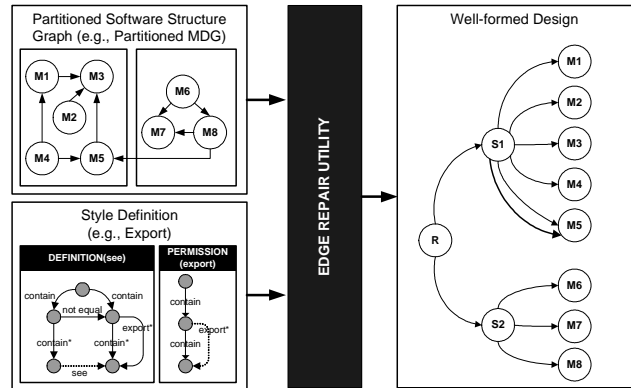 Partitioned Software Structure
Graph (e.g., Partitioned MDG)
M1
M3
M2
M4
M5
M6
M7
M8
Style Definition
(e.g., Export)
DEFINITION(see)
contain
contain
not equal
export*
contain*
contain*
see
PERMISSION
(export)
contain
export*
contain
EDGE REPAIR UTILITY
Well-formed Design
M1
M2
M3
M4
M5
M6
M7
M8
S1
R
S2